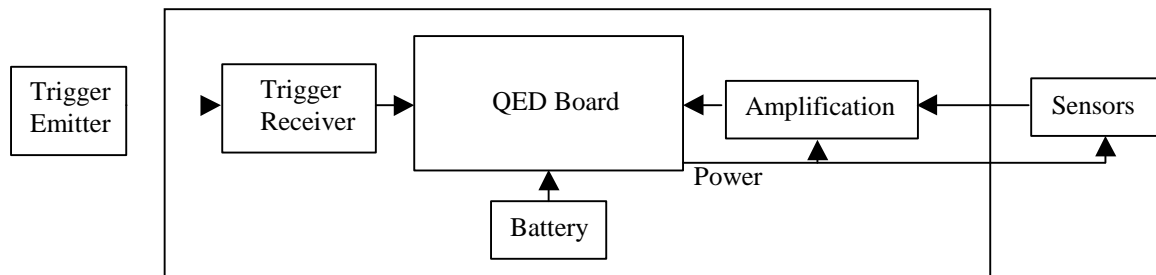 Trigger
Emitter
Trigger
Receiver
QED Board
Amplification
Sensors
Power
Battery